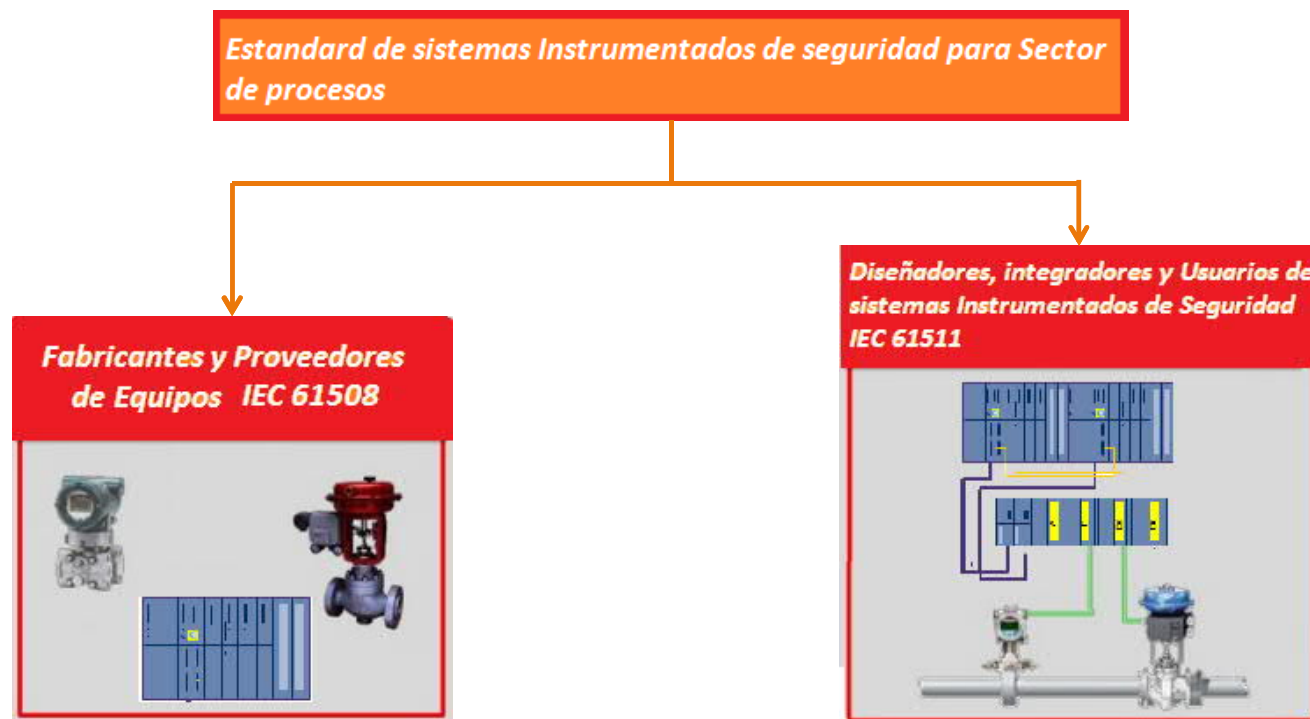 Estandard de sistemas Instrumentados de seguridad para Sector
de procesos
Fabricantes y Proveedores
de Equipos IEC 61508
Diseñadores, integradores y Usuarios de
sistemas Instrumentados de Seguridad
IEC 61511